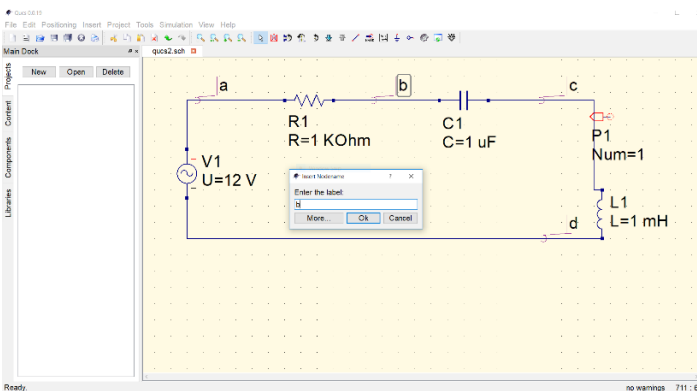 Qucs 0.0.19
File Edit Positioning Insert Project Tools Simulation View Help
Main Dock
qucs2.sch
Projects
Content
Components
Libraries
New Open Delete
a
b
c
R1
R=1 KOhm
C1
C=1 uF
P1
Num=1
V1
U=12 V
Insert Nodename
Enter the label:
b
More... Ok Cancel
L1
L=1 mH
d
Ready.
no warnings